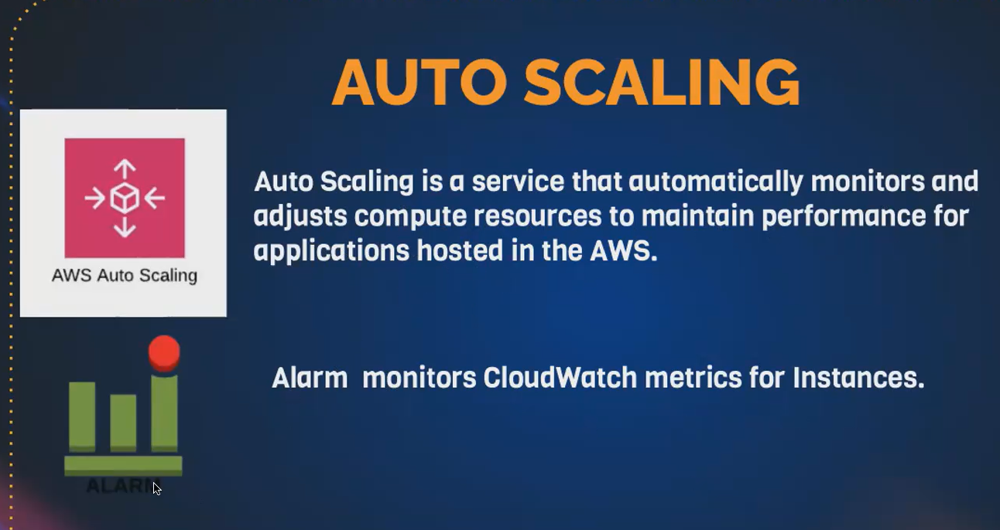 AUTO SCALING
AWS Auto Scaling
Auto Scaling is a service that automatically monitors and
adjusts compute resources to maintain performance for
applications hosted in the AWS.
ALARM
Alarm  monitors CloudWatch metrics for Instances.